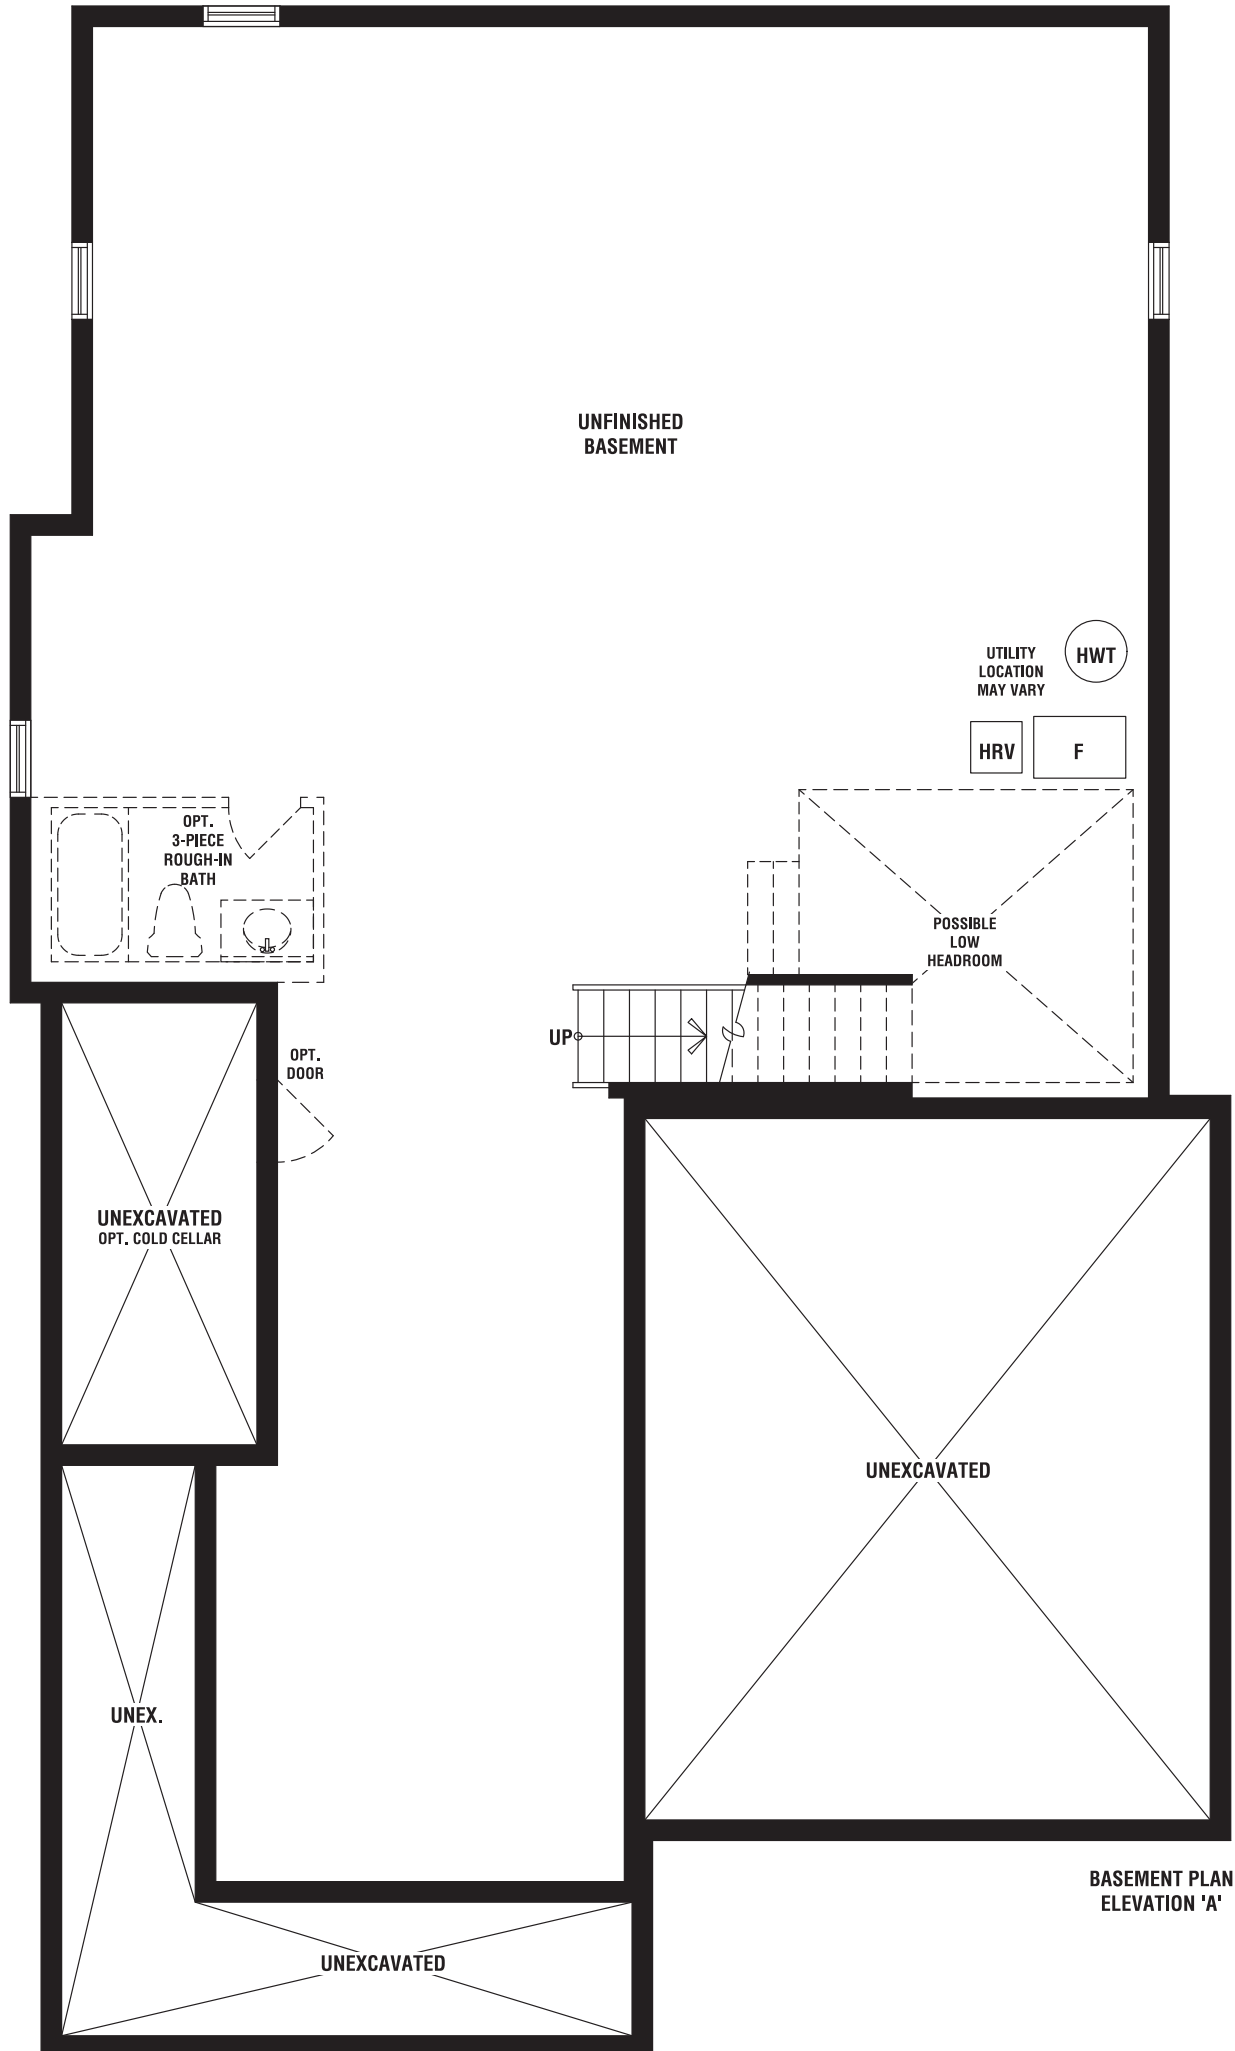 UNFINISHED
BASEMENT
UTILITY
LOCATION
MAY VARY
HWT
HRV
F
OPT.
3-PIECE
ROUGH-IN
BATH
POSSIBLE
LOW
HEADROOM
UP
OPT.
DOOR
UNEXCAVATED
OPT. COLD CELLAR
UNEXCAVATED
UNEX.
BASEMENT PLAN
ELEVATION 'A'
UNEXCAVATED